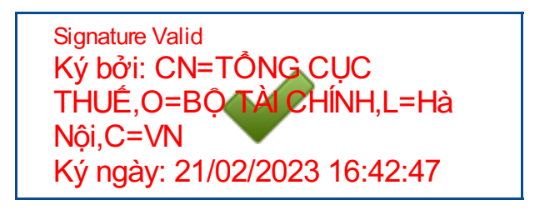 Signature Valid
Ký bởi: CN=TỔNG CỤC
THUẾ,O=BỘ TÀI CHÍNH,L=Hà
Nội,C=VN
Ký ngày: 21/02/2023 16:42:47